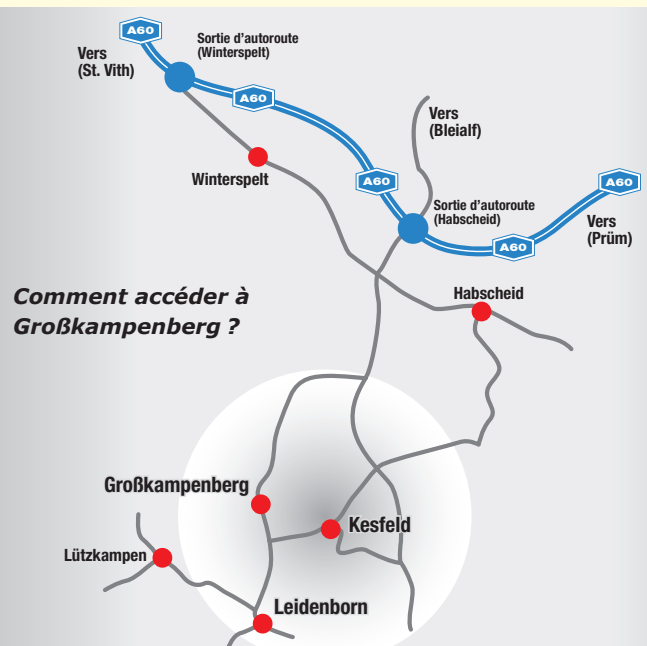 A60
Vers
(St. Vith)
Sortie d'autoroute
(Winterspelt)
A60
Vers
(Bleialf)
Winterspelt
A60
A60
Sortie d'autoroute
(Habscheid)
Vers
(Prüm)
A60
Comment accéder à
Großkampenberg ?
Habscheid
Großkampenberg
Kesfeld
Lützkampen
Leidenborn